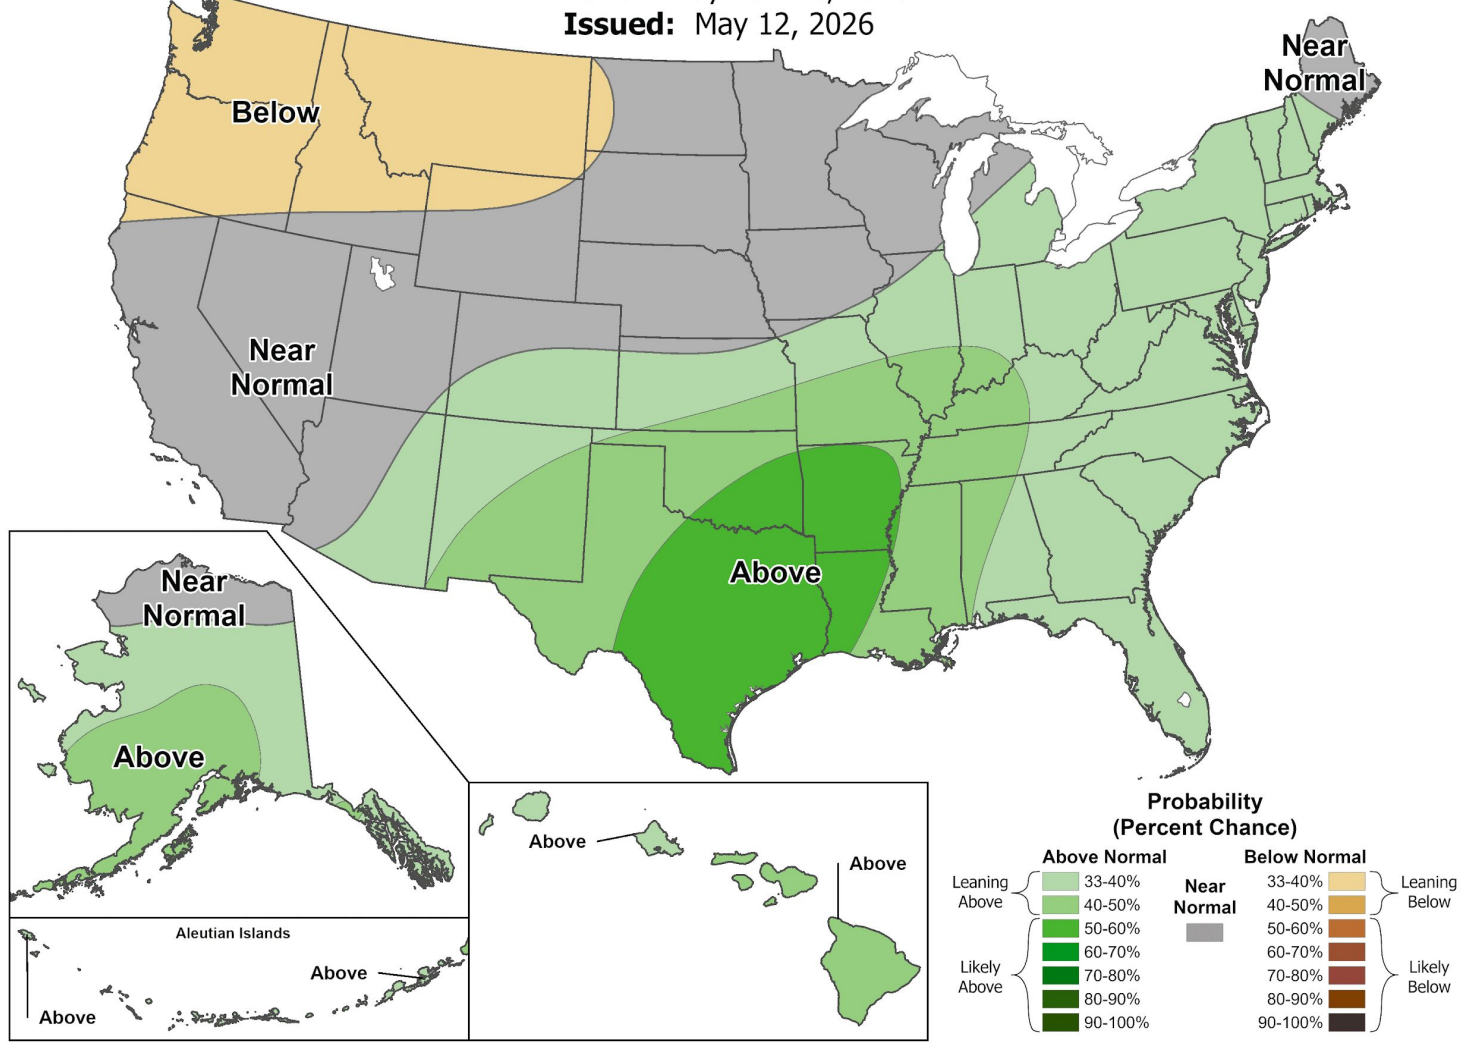 Issued: May 12, 2026
Near
Normal
Below
Near
Normal
Above
Near
Normal
Above
Above
Above
Aleutian Islands
Above
Above
Probability
(Percent Chance)
Above Normal
Below Normal
Leaning
Above
33-40%
40-50%
Likely
Above
50-60%
60-70%
70-80%
80-90%
90-100%
Near
Normal
33-40%
40-50%
Leaning
Below
50-60%
60-70%
70-80%
80-90%
90-100%
Likely
Below